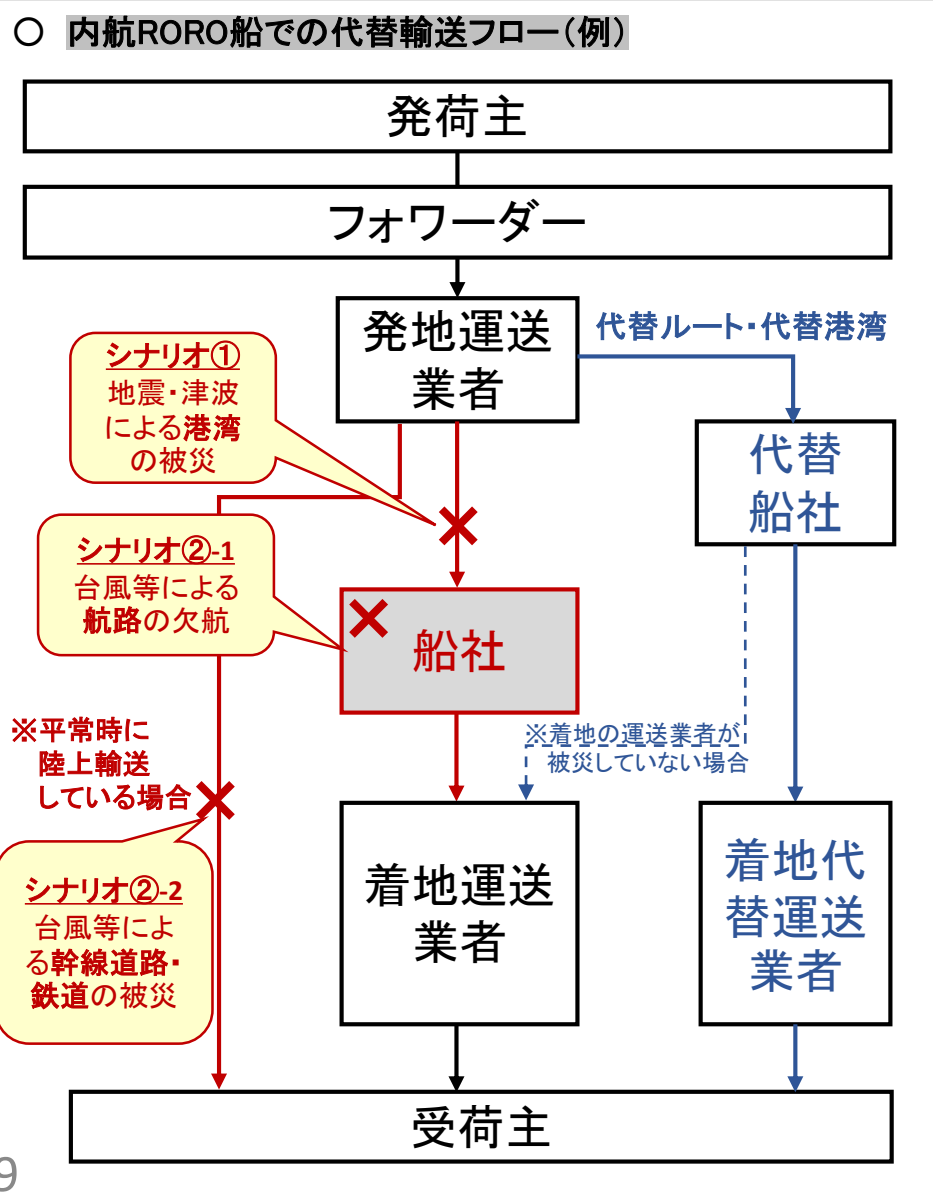 ○ 内航RORO船での代替輸送フロー(例)
発荷主
フォワーダー
発地運送
業者
代替ルート・代替港湾
シナリオ①
地震・津波
による港湾
の被災
代替
船社
シナリオ②-1
台風等による
航路の欠航
船社
※平常時に
陸上輸送
している場合
※着地の運送業者が
被災していない場合
シナリオ②-2
台風等によ
る幹線道路・
鉄道の被災
着地運送
業者
着地代
替運送
業者
受荷主
9